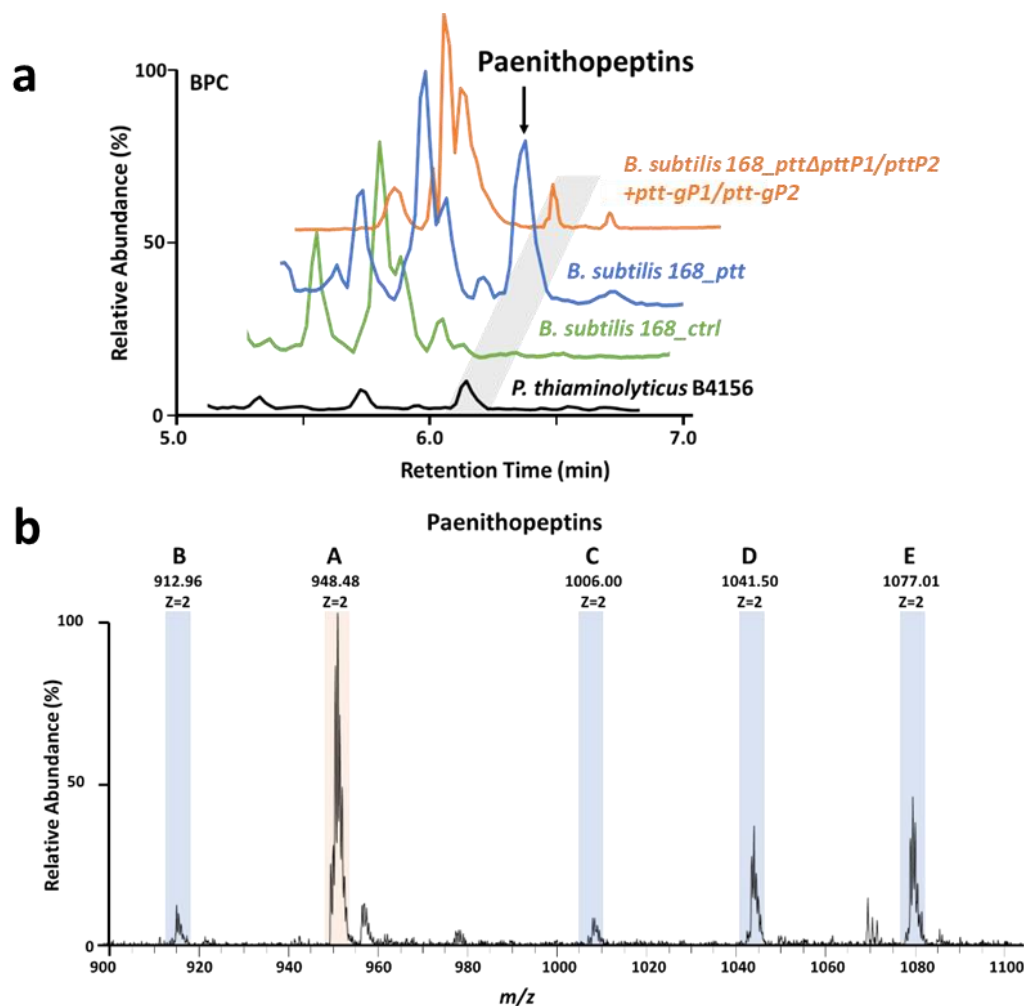 a
BPC
Paenithopeptins
100
50
0
Relative Abundance (%)
B. subtilis 168_pttΔpttP1/pttP2
+ptt-gP1/ptt-gP2
B. subtilis 168_ptt
B. subtilis 168_ctrl
P. thiaminolyticus B4156
5.0 6.0 7.0
Retention Time (min)
b
Paenithopeptins
B A C D E
912.96 948.48 1006.00 1041.50 1077.01
Z=2 Z=2 Z=2 Z=2 Z=2
100
50
0
Relative Abundance (%)
900 920 940 960 980 1000 1020 1040 1060 1080 1100
m/z